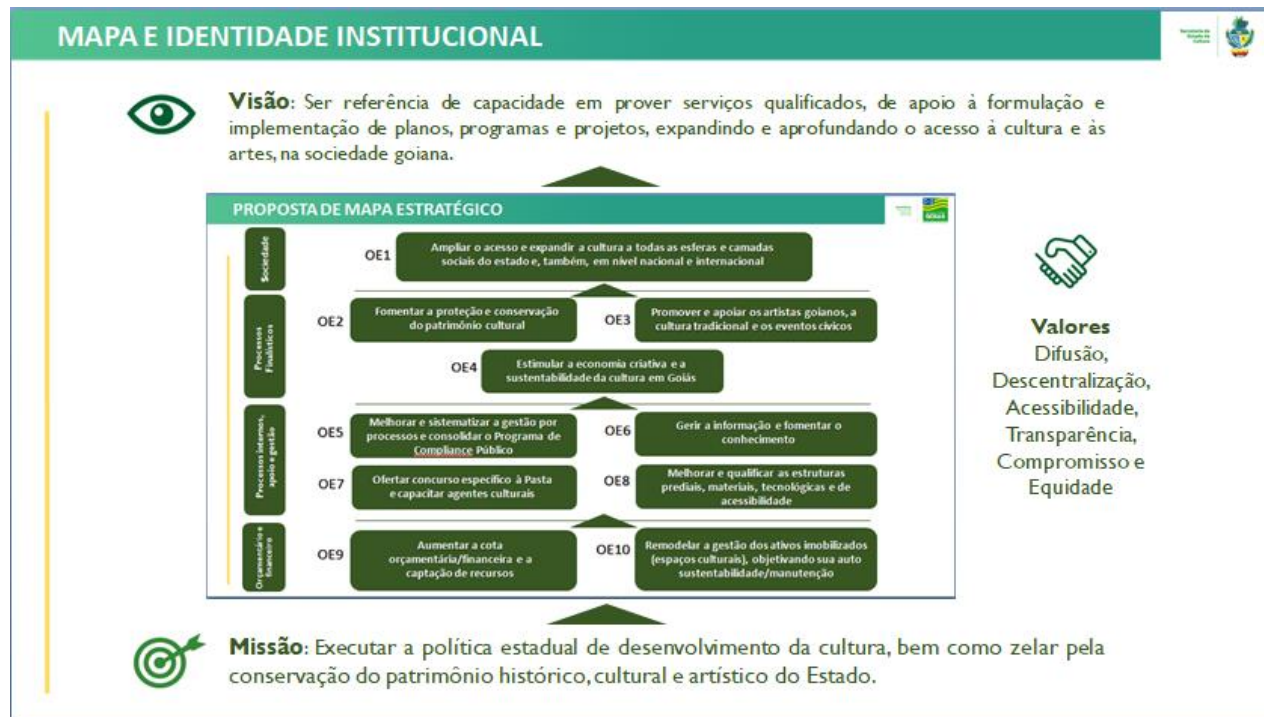 MAPA E IDENTIDADE INSTITUCIONAL
Secretaria de
Estado da
Cultura
Visão: Ser referência de capacidade em prover serviços qualificados, de apoio à formulação e
implementação de planos, programas e projetos, expandindo e aprofundando o acesso à cultura e às
artes, na sociedade goiana.
PROPOSTA DE MAPA ESTRATÉGICO
GOIÁS
Sociedade
OE1
Ampliar o acesso e expandir a cultura a todas as esferas e camadas
sociais do estado e, também, em nível nacional e internacional
Processos
Finalísticos
OE2
Fomentar a proteção e conservação
do patrimônio cultural
OE3
Promover e apoiar os artistas goianos, a
cultura tradicional e os eventos cívicos
OE4
Estimular a economia criativa e a
sustentabilidade da cultura em Goiás
Processos internos,
apoio e gestão
OE5
Melhorar e sistematizar a gestão por
processos e consolidar o Programa de
Compliance Público
OE6
Gerir a informação e fomentar o
conhecimento
OE7
Ofertar concurso específico à Pasta
e capacitar agentes culturais
OE8
Melhorar e qualificar as estruturas
prediais, materiais, tecnológicas e de
acessibilidade
Orçamentário e
financeiro
OE9
Aumentar a cota
orçamentária/financeira e a
captação de recursos
OE10
Remodelar a gestão dos ativos imobilizados
(espaços culturais), objetivando sua auto
sustentabilidade/manutenção
Valores
Difusão,
Descentralização,
Acessibilidade,
Transparência,
Compromisso e
Equidade
Missão: Executar a política estadual de desenvolvimento da cultura, bem como zelar pela
conservação do patrimônio histórico, cultural e artístico do Estado.